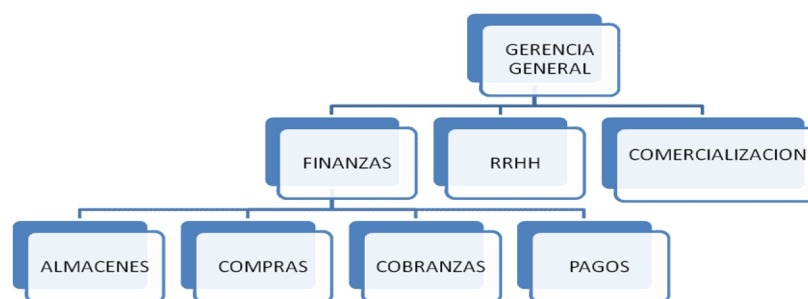 GERENCIA
GENERAL
FINANZAS
RRHH
COMERCIALIZACION
ALMACENES
COMPRAS
COBRANZAS
PAGOS